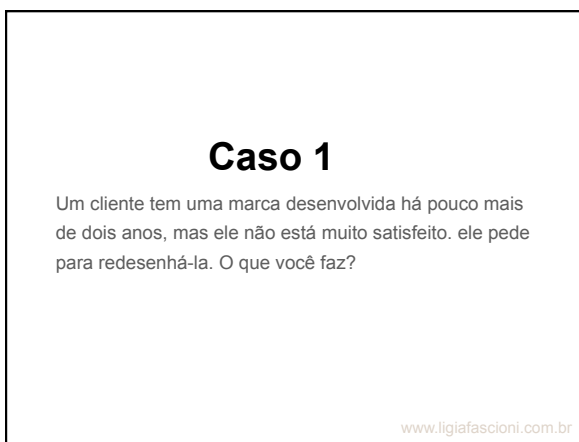 Caso 1
Um cliente tem uma marca desenvolvida há pouco mais
de dois anos, mas ele não está muito satisfeito. ele pede
para redesenhá-la. O que você faz?
www.ligiafascioni.com.br